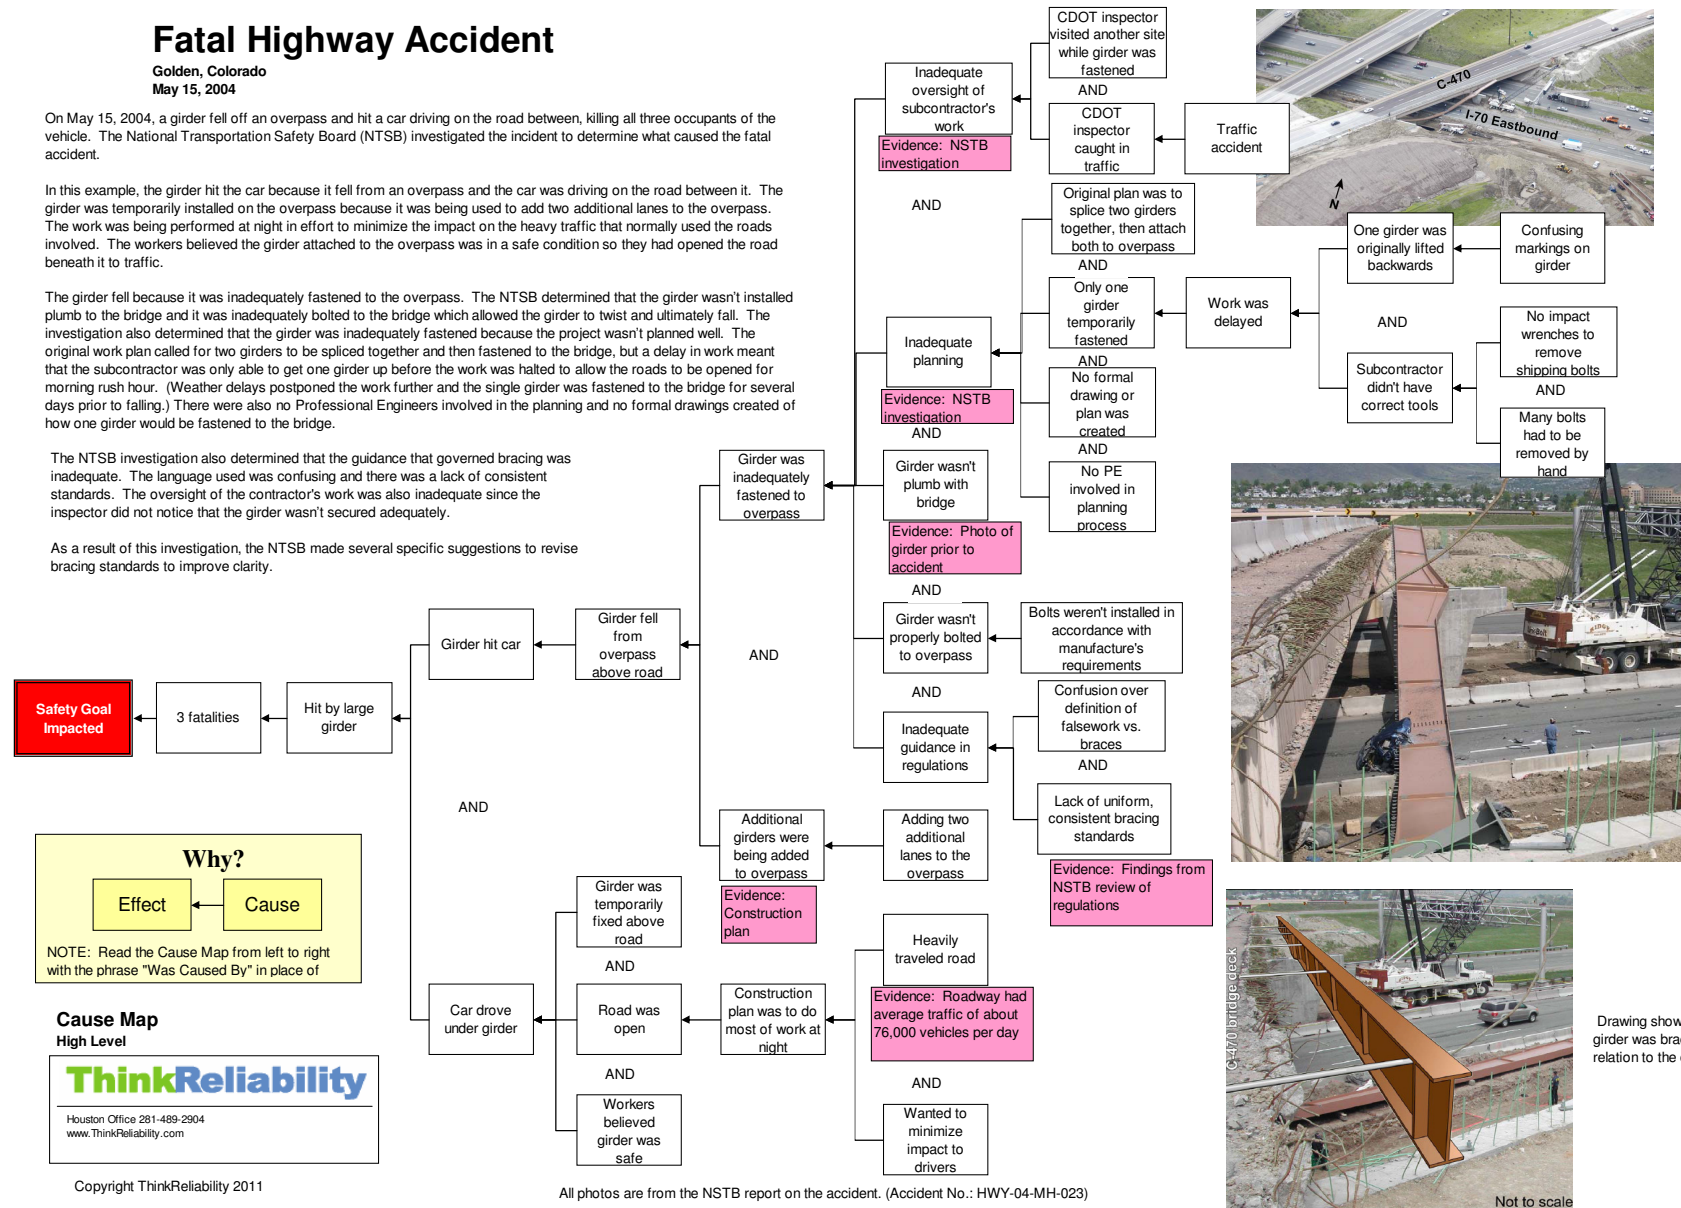 Fatal Highway Accident
Golden, Colorado
May 15, 2004
On May 15, 2004, a girder fell off an overpass and hit a car driving on the road between, killing all three occupants of the
vehicle. The National Transportation Safety Board (NTSB) investigated the incident to determine what caused the fatal
accident.
In this example, the girder hit the car because it fell from an overpass and the car was driving on the road between it. The
girder was temporarily installed on the overpass because it was being used to add two additional lanes to the overpass.
The work was being performed at night in effort to minimize the impact on the heavy traffic that normally used the roads
involved. The workers believed the girder attached to the overpass was in a safe condition so they had opened the road
beneath it to traffic.
The girder fell because it was inadequately fastened to the overpass. The NTSB determined that the girder wasn't installed
plumb to the bridge and it was inadequately bolted to the bridge which allowed the girder to twist and ultimately fall. The
investigation also determined that the girder was inadequately fastened because the project wasn't planned well. The
original work plan called for two girders to be spliced together and then fastened to the bridge, but a delay in work meant
that the subcontractor was only able to get one girder up before the work was halted to allow the roads to be opened for
morning rush hour. (Weather delays postponed the work further and the single girder was fastened to the bridge for several
days prior to falling.) There were also no Professional Engineers involved in the planning and no formal drawings created of
how one girder would be fastened to the bridge.
The NTSB investigation also determined that the guidance that governed bracing was
inadequate. The language used was confusing and there was a lack of consistent
standards. The oversight of the contractor's work was also inadequate since the
inspector did not notice that the girder wasn't secured adequately.
As a result of this investigation, the NTSB made several specific suggestions to revise
bracing standards to improve clarity.
Safety Goal
Impacted
3 fatalities
Hit by large
girder
AND
Girder hit car
Girder fell
from
overpass
above road
AND
Girder was
inadequately
fastened to
overpass
Inadequate
oversight of
subcontractor's
work
Evidence: NSTB
investigation
CDOT inspector
visited another site
while girder was
fastened
AND
CDOT
inspector
caught in
traffic
Traffic
accident
AND
Inadequate
planning
Evidence: NSTB
investigation
Original plan was to
splice two girders
together, then attach
both to overpass
AND
Only one
girder
temporarily
fastened
Work was
delayed
One girder was
originally lifted
backwards
Confusing
markings on
girder
AND
Subcontractor
didn't have
correct tools
No impact
wrenches to
remove
shipping bolts
AND
Many bolts
had to be
removed by
hand
AND
No formal
drawing or
plan was
created
AND
No PE
involved in
planning
process
AND
Girder wasn't
plumb with
bridge
Evidence: Photo of
girder prior to
accident
AND
Girder wasn't
properly bolted
to overpass
Bolts weren't installed in
accordance with
manufacture's
requirements
AND
Inadequate
guidance in
regulations
Confusion over
definition of
falsework vs.
braces
AND
Lack of uniform,
consistent bracing
standards
Evidence: Findings from
NSTB review of
regulations
Additional
girders were
being added
to overpass
Evidence:
Construction
plan
Adding two
additional
lanes to the
overpass
Car drove
under girder
Girder was
temporarily
fixed above
road
AND
Road was
open
Construction
plan was to do
most of work at
night
Heavily
traveled road
Evidence: Roadway had
average traffic of about
76,000 vehicles per day
AND
Wanted to
minimize
impact to
drivers
AND
Workers
believed
girder was
safe
Why?
Effect
Cause
NOTE: Read the Cause Map from left to right
with the phrase "Was Caused By" in place of
Cause Map
High Level
ThinkReliability
Houston Office 281-489-2904
www.ThinkReliability.com
Copyright ThinkReliability 2011
All photos are from the NSTB report on the accident. (Accident No.: HWY-04-MH-023)
C-470
I-70 Eastbound
N
C-470 bridge deck
Not to scale
Drawing show
girder was bra
relation to the